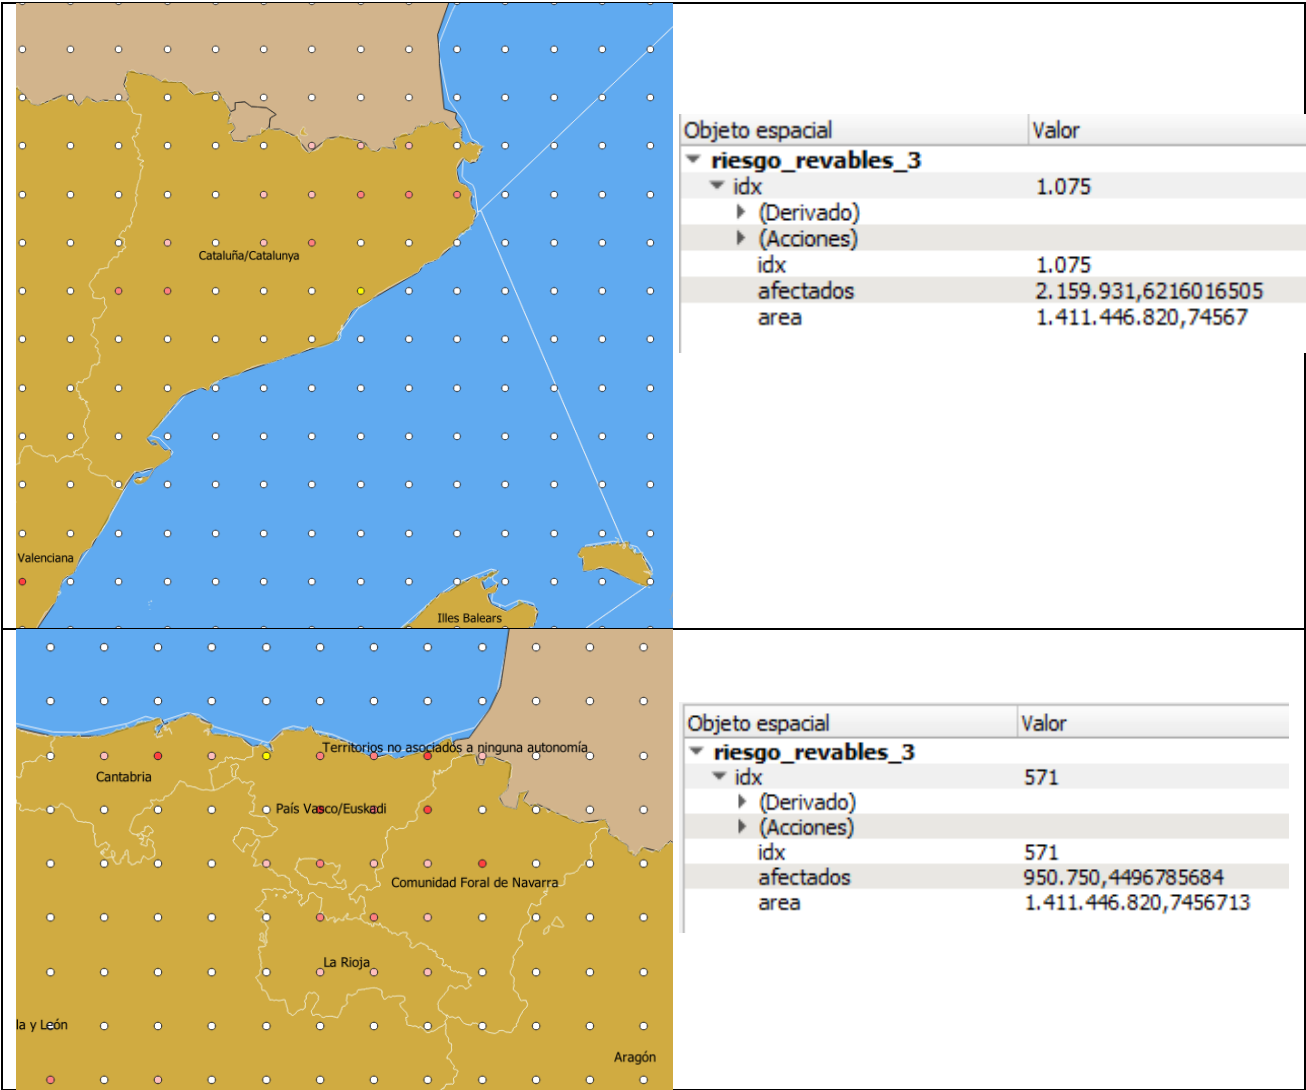 Cataluña/Catalunya
Valenciana
Illes Balears
Objeto espacial Valor
riesgo_revables_3
idx 1.075
(Derivado)
(Acciones)
idx 1.075
afectados 2.159.931,6216016505
area 1.411.446.820,74567
Territorios no asociados a ninguna autonomía
Cantabria
País Vasco/Euskadi
Comunidad Foral de Navarra
La Rioja
la y León
Aragón
Objeto espacial Valor
riesgo_revables_3
idx 571
(Derivado)
(Acciones)
idx 571
afectados 950.750,4496785684
area 1.411.446.820,7456713